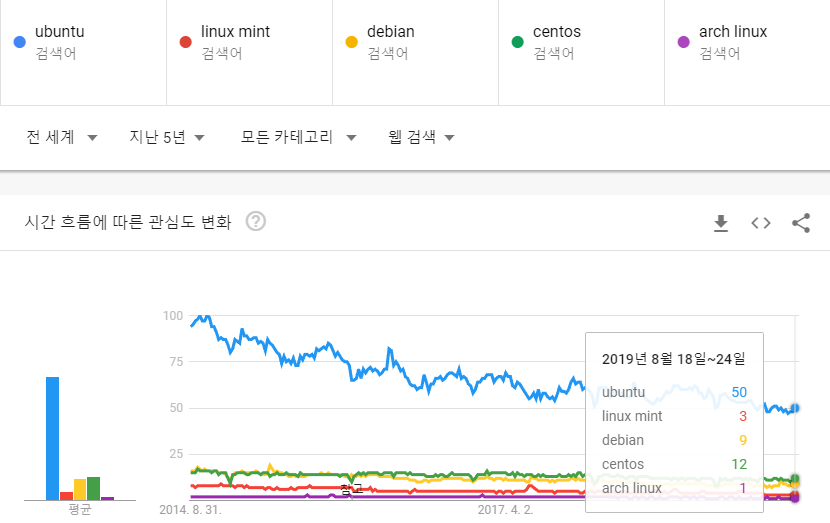 ubuntu
검색어
linux mint
검색어
debian
검색어
centos
검색어
arch linux
검색어
전 세계
지난 5년
모든 카테고리
웹 검색
시간 흐름에 따른 관심도 변화
?
100
75
50
25
평균
참고
2014. 8. 31.
2017. 4. 2.
2019년 8월 18일~24일
ubuntu 50
linux mint 3
debian 9
centos 12
arch linux 1